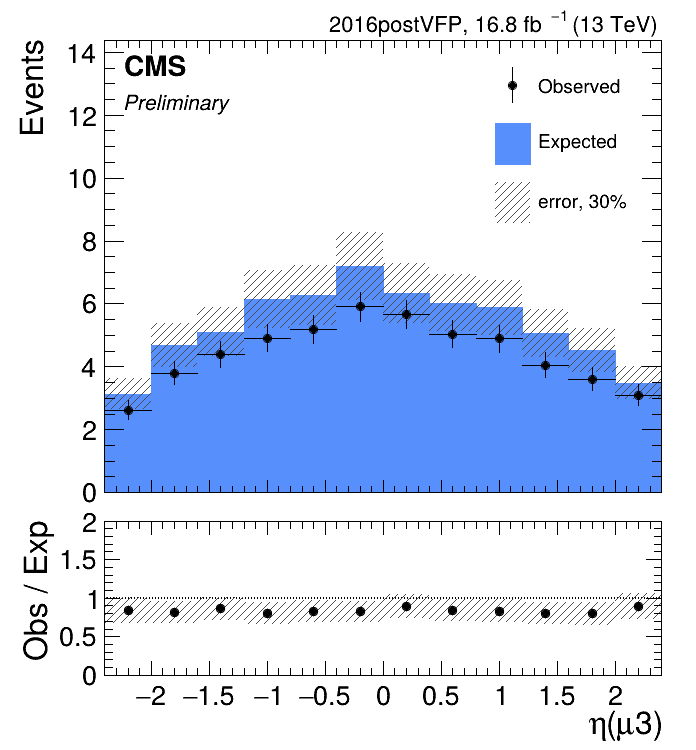 2016postVFP, 16.8 fb⁻¹ (13 TeV)
CMS
Preliminary
Observed
Expected
error, 30%
Events
14
12
10
8
6
4
2
0
Obs / Exp
2
1.5
1
0.5
0
−2 −1.5 −1 −0.5 0 0.5 1 1.5 2
η(μ3)